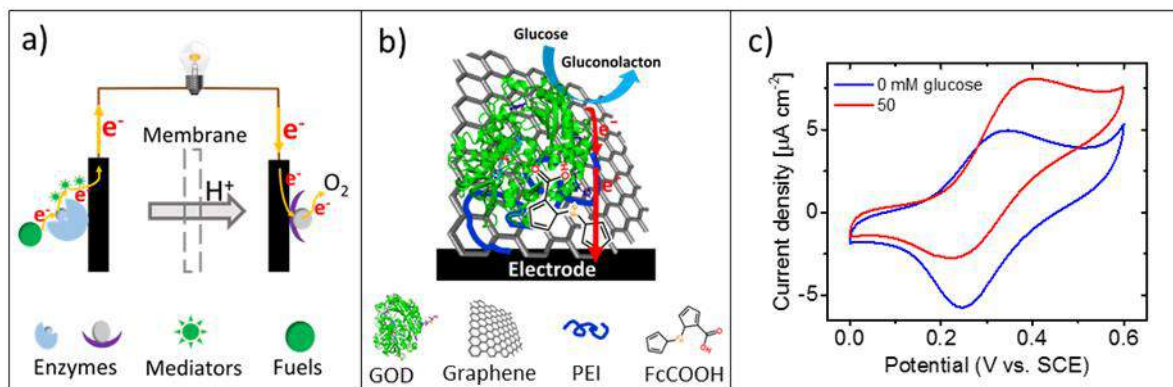 a)
e⁻
Membrane
e⁻
H⁺
e⁻
e⁻
e⁻
e⁻
O₂
Enzymes
Mediators
Fuels
b)
Glucose
Gluconolacton
e⁻
e⁻
Electrode
GOD
Graphene
PEI
FcCOOH
c)
0 mM glucose
50
Current density [µA cm⁻²]
5
0
-5
0.0
0.2
0.4
0.6
Potential (V vs. SCE)